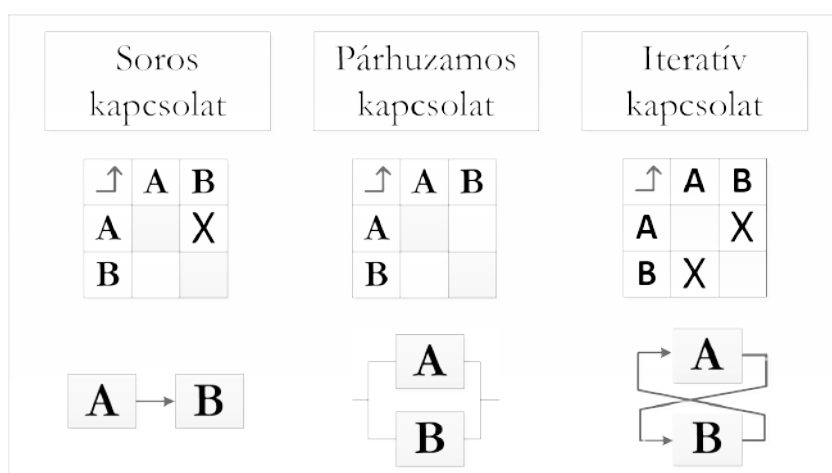 Soros
kapcsolat
Párhuzamos
kapcsolat
Iteratív
kapcsolat
A B
A X
B
A B
A
B
A B
A X
B X
A B
A
B
A
B